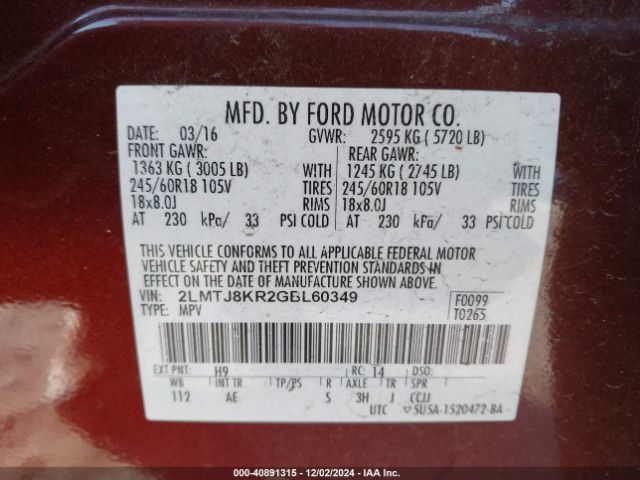 MFD. BY FORD MOTOR CO.
DATE: 03/16 GVWR: 2595 KG ( 5720 LB)
FRONT GAWR: REAR GAWR:
1363 KG ( 3005 LB) WITH 1245 KG ( 2745 LB) WITH
245/60R18 105V TIRES 245/60R18 105V TIRES
18x8.0J RIMS 18x8.0J RIMS
AT 230 kPa/ 33 PSI COLD AT 230 kPa/ 33 PSI COLD
THIS VEHICLE CONFORMS TO ALL APPLICABLE FEDERAL MOTOR
VEHICLE SAFETY AND THEFT PREVENTION STANDARDS IN
EFFECT ON THE DATE OF MANUFACTURE SHOWN ABOVE.
VIN: 2LMTJ8KR2GBL60349 F0099
TYPE: MPV T0265
EXT PNT: H9 RC: 14 DSO:
WB INT TR TP/PS R AXLE TR SPR
112 AE S 3H J CCJJ
UTC 5U5A-1520472-BA
000-40891315 - 12/02/2024 - IAA